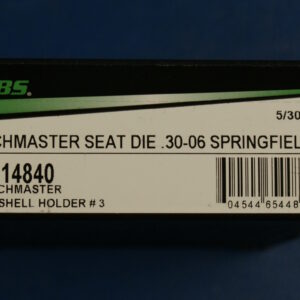 BS.
5/30
CHMASTER SEAT DIE .30-06 SPRINGFIEL
14840
CHMASTER
SHELL HOLDER # 3
04544 65448